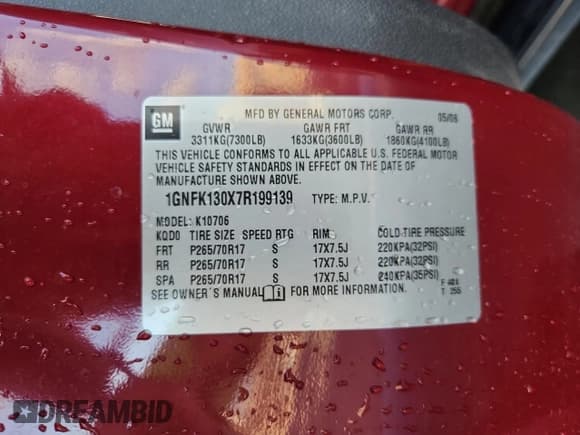 GM
MFD BY GENERAL MOTORS CORP. 05/06
GVWR GAWR FRT GAWR RR
3311KG(7300LB) 1633KG(3600LB) 1860KG(4100LB)
THIS VEHICLE CONFORMS TO ALL APPLICABLE U.S. FEDERAL MOTOR
VEHICLE SAFETY STANDARDS IN EFFECT ON THE DATE OF
MANUFACTURE SHOWN ABOVE.
1GNFK130X7R199139 TYPE: M.P.V.
MODEL: K10706
KQD0 TIRE SIZE SPEED RTG RIM COLD TIRE PRESSURE
FRT P265/70R17 S 17X7.5J 220KPA(32PSI)
RR P265/70R17 S 17X7.5J 220KPA(32PSI)
SPA P265/70R17 S 17X7.5J 240KPA(35PSI)
SEE OWNER'S MANUAL FOR MORE INFORMATION.
T 255
DREAMBID